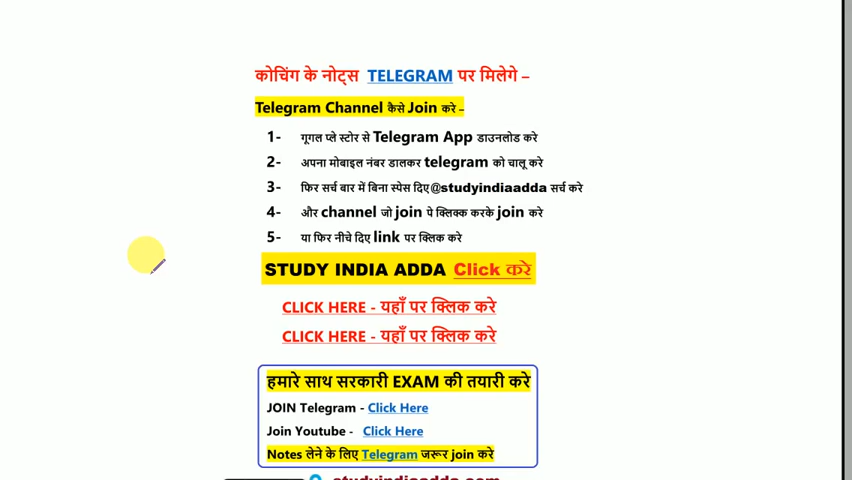 कोचिंग के नोट्स TELEGRAM पर मिलेगे –
Telegram Channel कैसे Join करे –
1- गूगल प्ले स्टोर से Telegram App डाउनलोड करे
2- अपना मोबाइल नंबर डालकर telegram को चालू करे
3- फिर सर्च बार में बिना स्पेस दिए@studyindiaadda सर्च करे
4- और channel जो join पे क्लिक्क करके join करे
5- या फिर नीचे दिए link पर क्लिक करे
STUDY INDIA ADDA Click करे
CLICK HERE - यहाँ पर क्लिक करे
CLICK HERE - यहाँ पर क्लिक करे
हमारे साथ सरकारी EXAM की तयारी करे
JOIN Telegram - Click Here
Join Youtube - Click Here
Notes लेने के लिए Telegram जरूर join करे
studyindiaadda.com